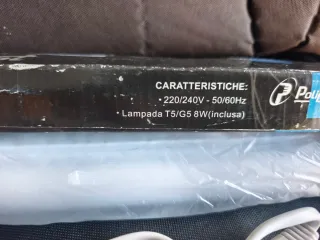 CARATTERISTICHE:
• 220/240V - 50/60Hz
• Lampada T5/G5 8W(inclusa)